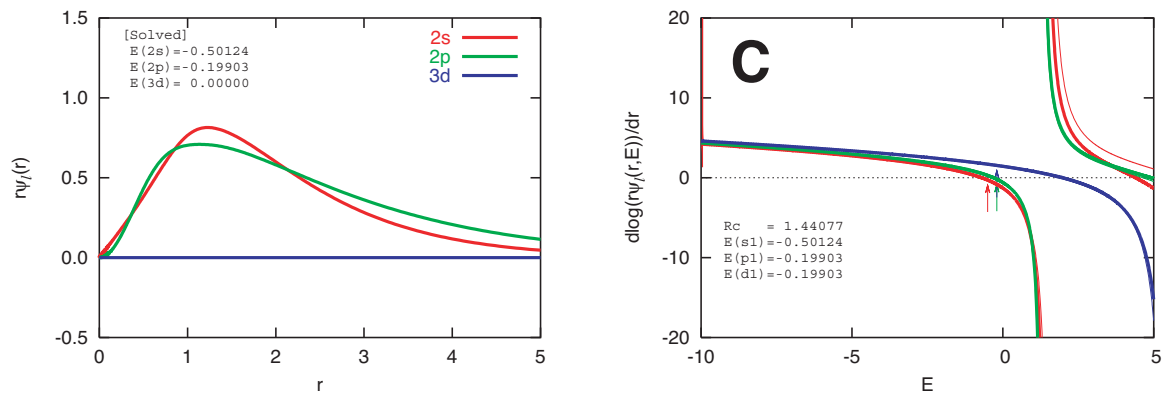 1.5
1.0
0.5
0.0
-0.5
0 1 2 3 4 5
rψl(r)
r
[Solved]
E(2s)=-0.50124
E(2p)=-0.19903
E(3d)= 0.00000
2s
2p
3d
20
10
0
-10
-20
-10 -5 0 5
dlog(rψl(r,E))/dr
E
C
Rc = 1.44077
E(s1)=-0.50124
E(p1)=-0.19903
E(d1)=-0.19903